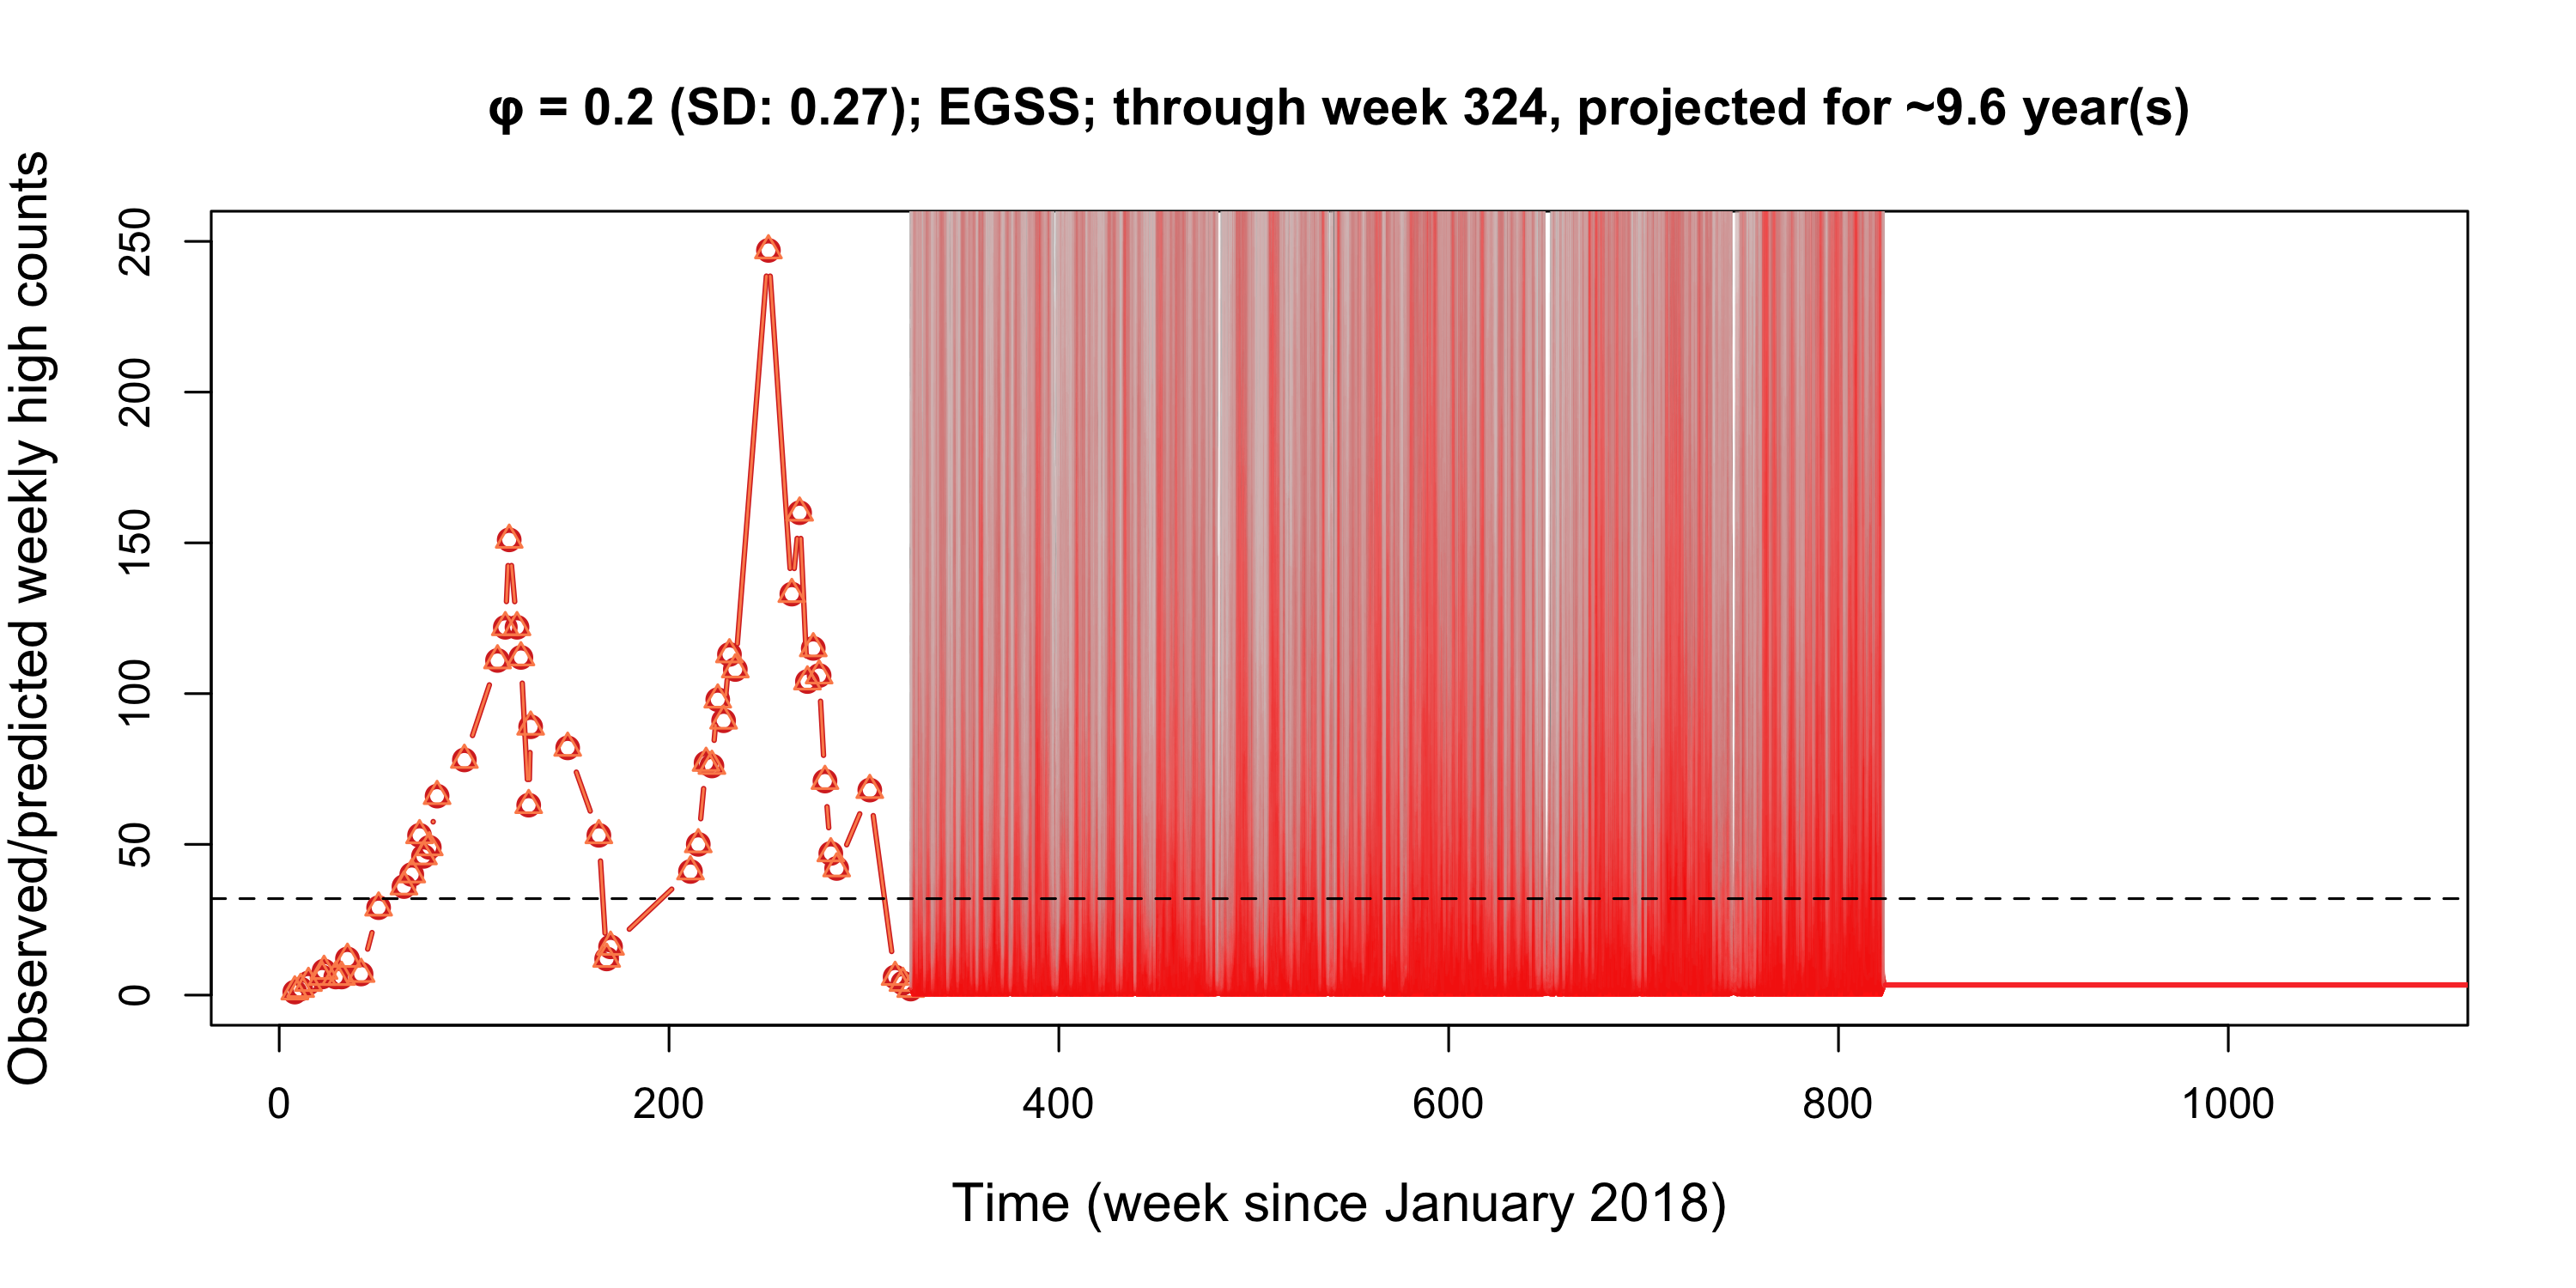 φ = 0.2 (SD: 0.27); EGSS; through week 324, projected for ~9.6 year(s)
Observed/predicted weekly high counts
250
200
150
100
50
0
0 200 400 600 800 1000
Time (week since January 2018)